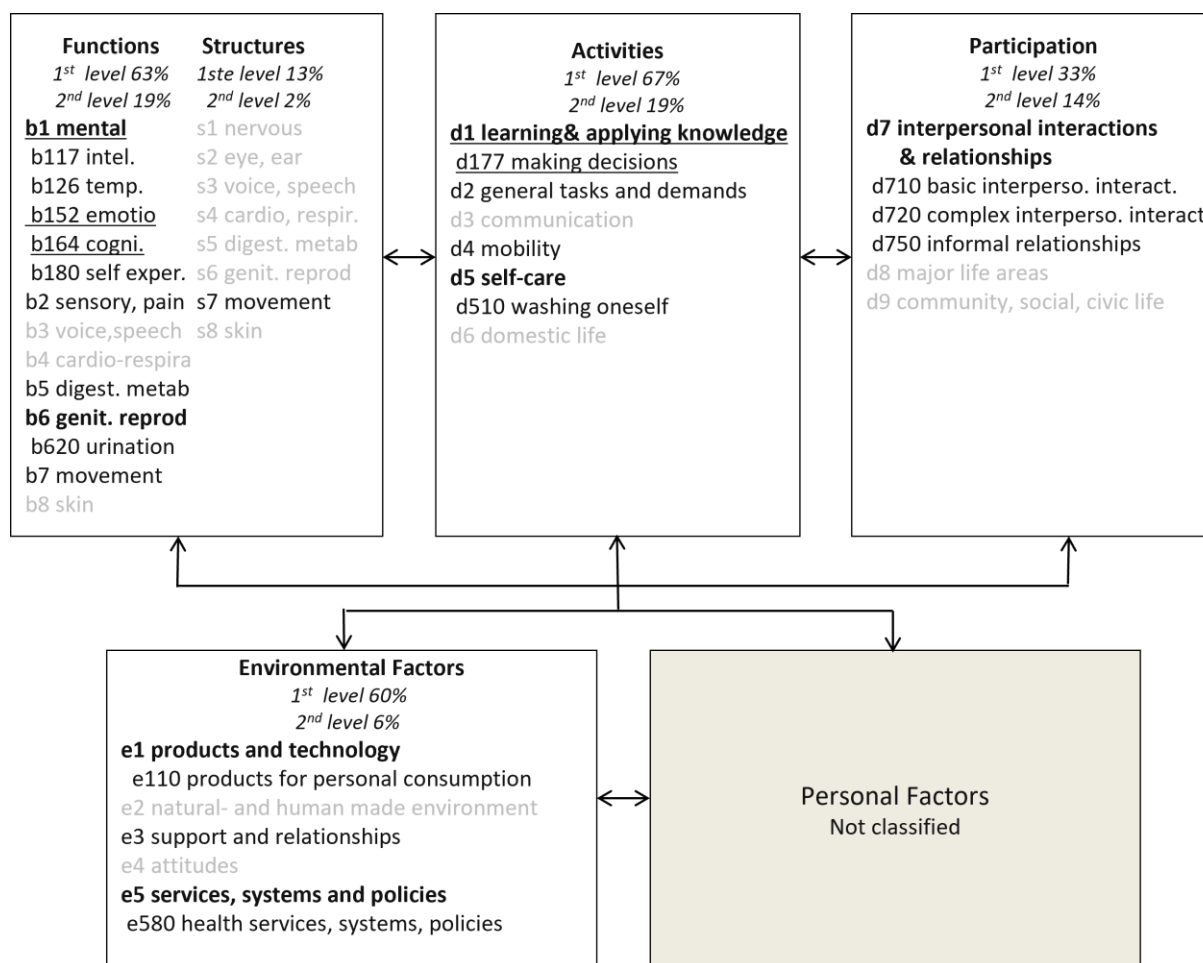 Functions
1st level 63%
2nd level 19%
b1 mental
b117 intel.
b126 temp.
b152 emotio
b164 cogni.
b180 self exper.
b2 sensory, pain
b3 voice,speech
b4 cardio-respira
b5 digest. metab
b6 genit. reprod
b620 urination
b7 movement
b8 skin
Structures
1ste level 13%
2nd level 2%
s1 nervous
s2 eye, ear
s3 voice, speech
s4 cardio, respir.
s5 digest. metab
s6 genit. reprod
s7 movement
s8 skin
Activities
1st level 67%
2nd level 19%
d1 learning& applying knowledge
d177 making decisions
d2 general tasks and demands
d3 communication
d4 mobility
d5 self-care
d510 washing oneself
d6 domestic life
Participation
1st level 33%
2nd level 14%
d7 interpersonal interactions
& relationships
d710 basic interperso. interact.
d720 complex interperso. interact
d750 informal relationships
d8 major life areas
d9 community, social, civic life
Environmental Factors
1st level 60%
2nd level 6%
e1 products and technology
e110 products for personal consumption
e2 natural- and human made environment
e3 support and relationships
e4 attitudes
e5 services, systems and policies
e580 health services, systems, policies
Personal Factors
Not classified